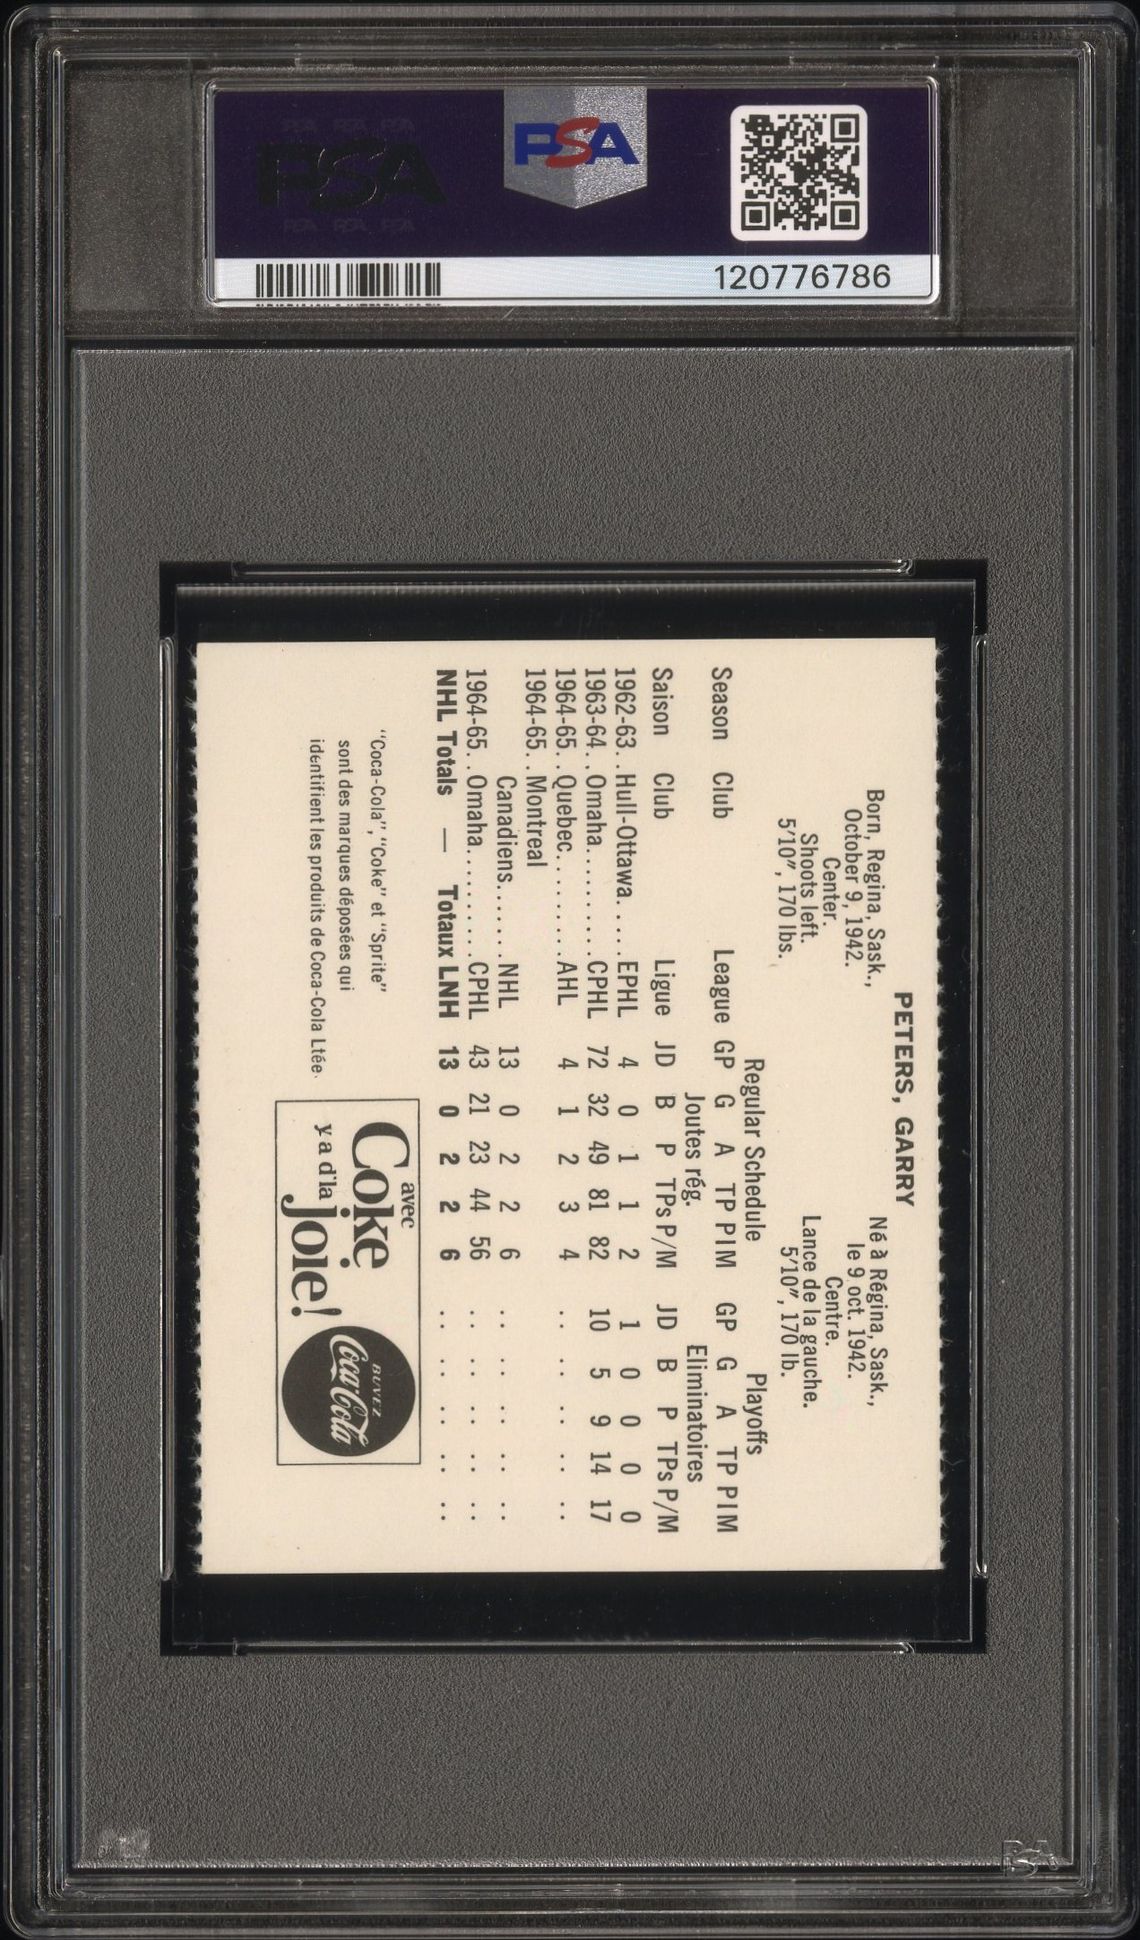 PSA
PSA
120776786
PETERS, GARRY
Born, Regina, Sask.,
October 9, 1942.
Center.
Shoots left.
5'10", 170 lbs.
Né à Régina, Sask.,
le 9 oct. 1942.
Centre.
Lance de la gauche.
5'10", 170 lb.
Regular Schedule Playoffs
Season Club League GP G A TP PIM GP G A TP PIM
Joutes rég. Eliminatoires
Saison Club Ligue JD B P TPs P/M JD B P TPs P/M
1962-63. . Hull-Ottawa. . . . . EPHL 4 0 1 1 2 1 0 0 0 0
1963-64. . Omaha. . . . . . . . . . CPHL 72 32 49 81 82 10 5 9 14 17
1964-65. . Quebec. . . . . . . . . AHL 4 1 2 3 4 . . . . . . . . . .
1964-65. . Montreal
Canadiens. . . . . . NHL 13 0 2 2 6 . . . . . . . . . .
1964-65. . Omaha. . . . . . . . . . CPHL 43 21 23 44 56 . . . . . . . . . .
NHL Totals — Totaux LNH 13 0 2 2 6 . . . . . . . . . .
"Coca-Cola", "Coke" et "Sprite"
sont des marques déposées qui
identifient les produits de Coca-Cola Ltée.
avec
Coke
y a d'la
Joie!
BUVEZ
Coca-Cola
PSA